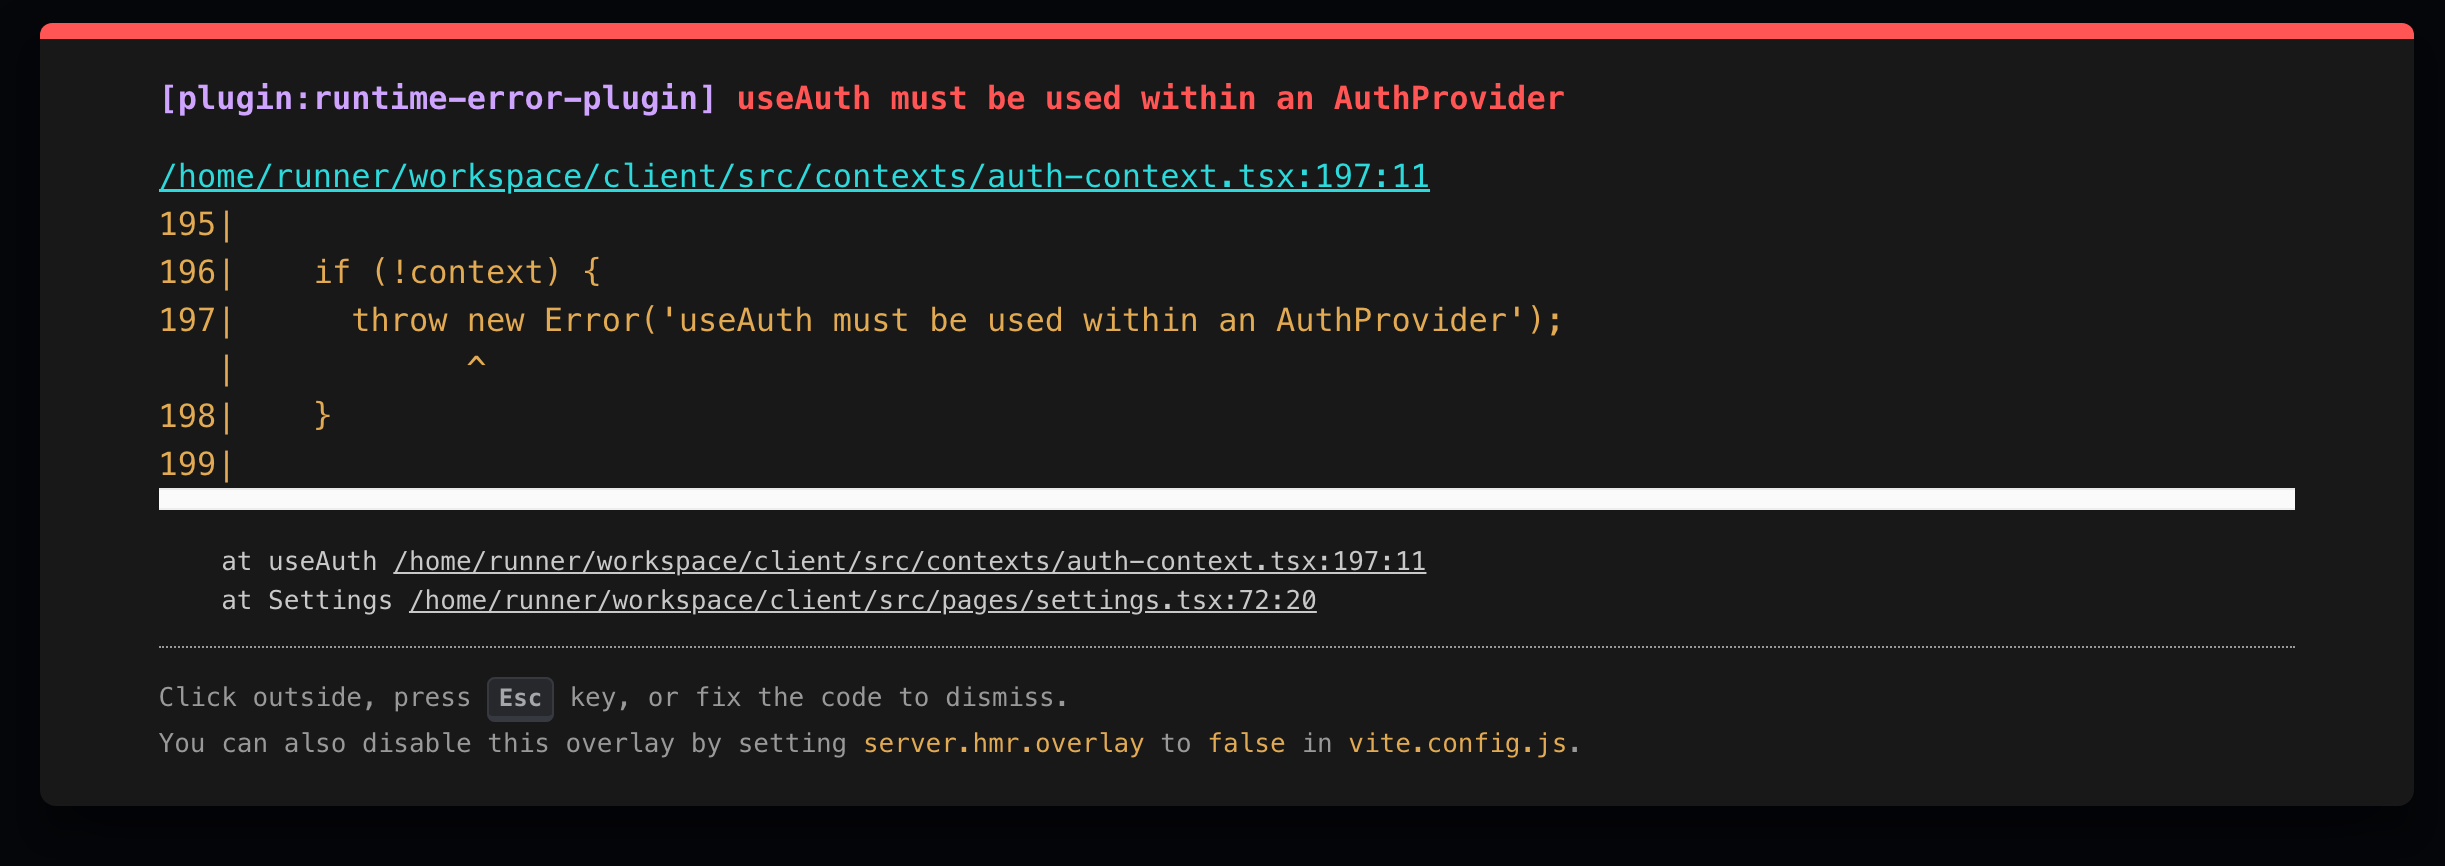 [plugin:runtime-error-plugin] useAuth must be used within an AuthProvider
/home/runner/workspace/client/src/contexts/auth-context.tsx:197:11
195|
196|    if (!context) {
197|      throw new Error('useAuth must be used within an AuthProvider');
   |            ^
198|    }
199|
at useAuth /home/runner/workspace/client/src/contexts/auth-context.tsx:197:11
at Settings /home/runner/workspace/client/src/pages/settings.tsx:72:20
Click outside, press Esc key, or fix the code to dismiss.
You can also disable this overlay by setting server.hmr.overlay to false in vite.config.js.